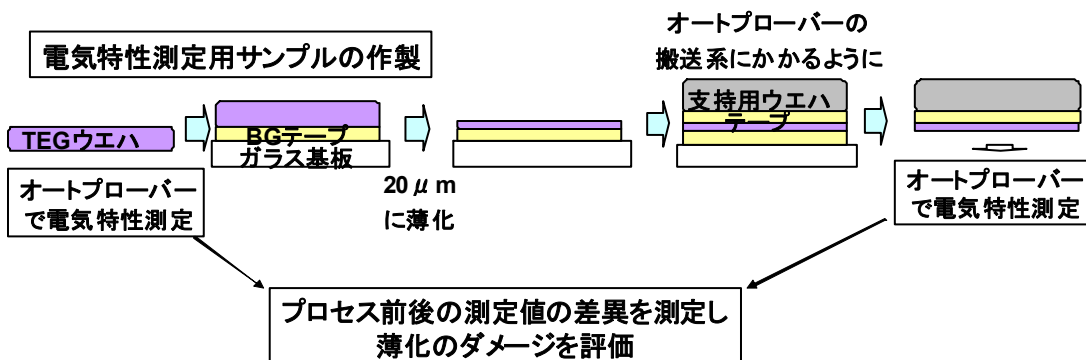 電気特性測定用サンプルの作製
オートプローバーの
搬送系にかかるように
TEGウエハ
BGテープ
ガラス基板
支持用ウエハ
テープ
オートプローバー
で電気特性測定
20μm
に薄化
オートプローバー
で電気特性測定
プロセス前後の測定値の差異を測定し
薄化のダメージを評価